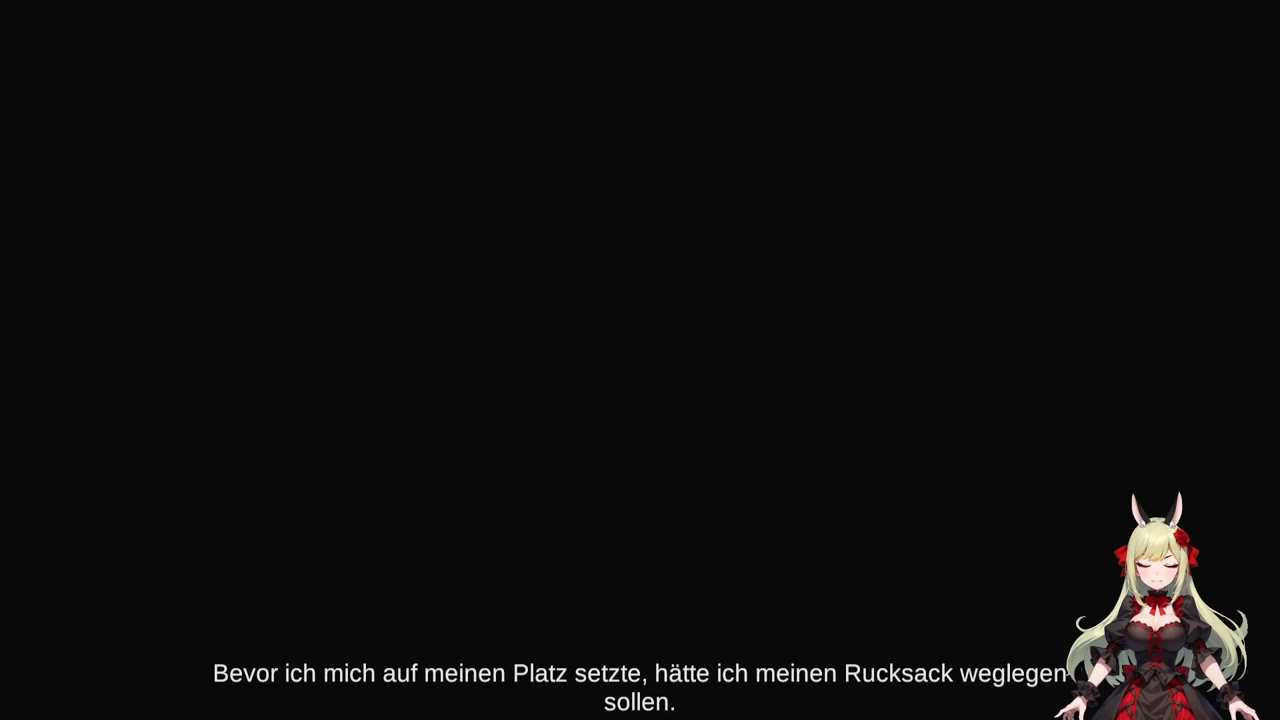 Bevor ich mich auf meinen Platz setzte, hätte ich meinen Rucksack weglegen
sollen.